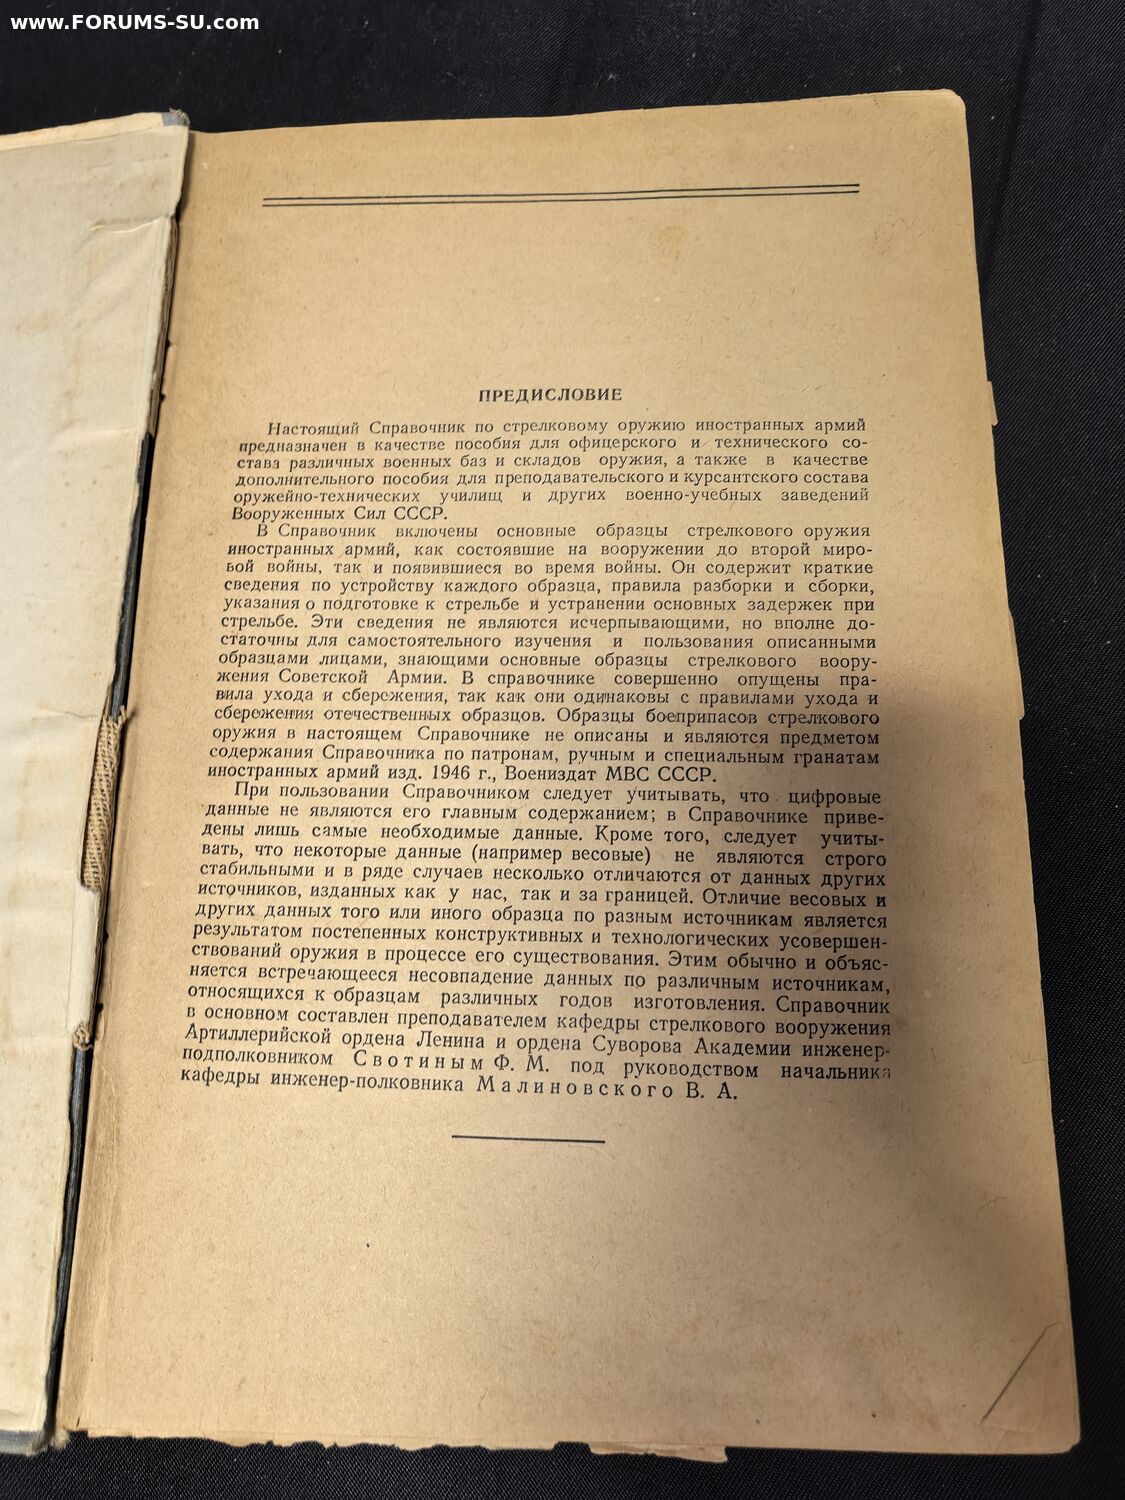 www.FORUMS-SU.com
ПРЕДИСЛОВИЕ
Настоящий Справочник по стрелковому оружию иностранных армий
предназначен в качестве пособия для офицерского и технического со-
става различных военных баз и складов оружия, а также в качестве
дополнительного пособия для преподавательского и курсантского состава
оружейно-технических училищ и других военно-учебных заведений
Вооруженных Сил СССР.
В Справочник включены основные образцы стрелкового оружия
иностранных армий, как состоявшие на вооружении до второй миро-
вой войны, так и появившиеся во время войны. Он содержит краткие
сведения по устройству каждого образца, правила разборки и сборки,
указания о подготовке к стрельбе и устранении основных задержек при
стрельбе. Эти сведения не являются исчерпывающими, но вполне до-
статочны для самостоятельного изучения и пользования описанными
образцами лицами, знающими основные образцы стрелкового воору-
жения Советской Армии. В справочнике совершенно опущены пра-
вила ухода и сбережения, так как они одинаковы с правилами ухода и
сбережения отечественных образцов. Образцы боеприпасов стрелкового
оружия в настоящем Справочнике не описаны и являются предметом
содержания Справочника по патронам, ручным и специальным гранатам
иностранных армий изд. 1946 г., Воениздат МВС СССР.
При пользовании Справочником следует учитывать, что цифровые
данные не являются его главным содержанием; в Справочнике приве-
дены лишь самые необходимые данные. Кроме того, следует учиты-
вать, что некоторые данные (например весовые) не являются строго
стабильными и в ряде случаев несколько отличаются от данных других
источников, изданных как у нас, так и за границей. Отличие весовых и
других данных того или иного образца по разным источникам является
результатом постепенных конструктивных и технологических усовершен-
ствований оружия в процессе его существования. Этим обычно и объяс-
няется встречающееся несовпадение данных по различным источникам,
относящихся к образцам различных годов изготовления. Справочник
в основном составлен преподавателем кафедры стрелкового вооружения
Артиллерийской ордена Ленина и ордена Суворова Академии инженер-
подполковником Свотиным Ф. М. под руководством начальника
кафедры инженер-полковника Малиновского В. А.